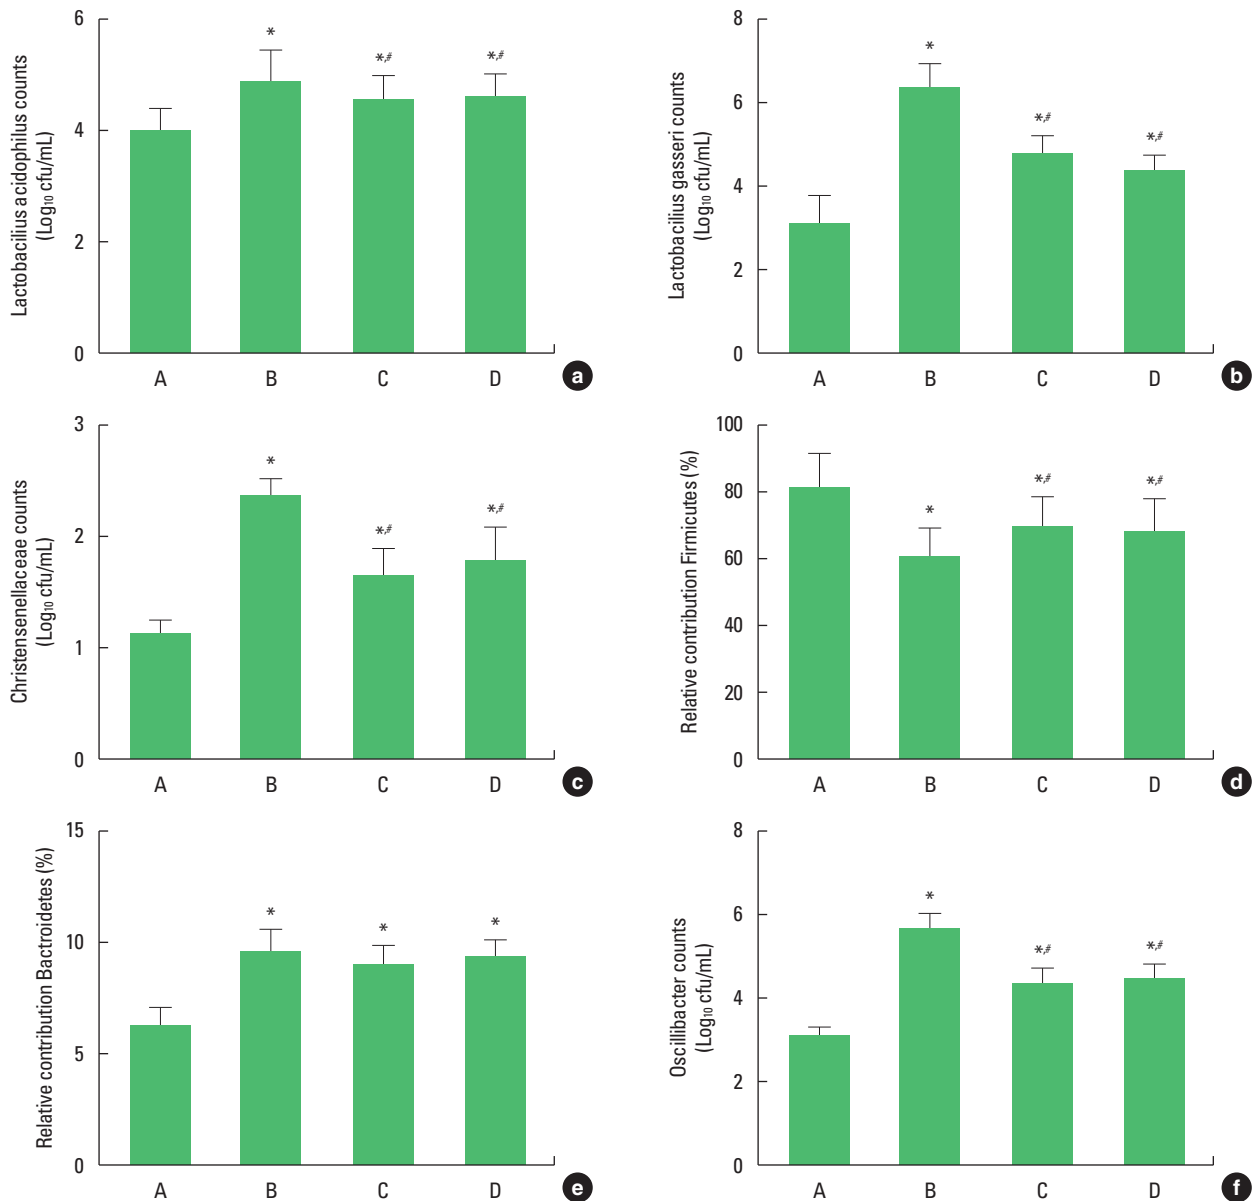 Lactobacilius acidophilus counts
(Log₁₀ cfu/mL)
6
4
2
0
*
*,#
*,#
A B C D
a
Lactobacilius gasseri counts
(Log₁₀ cfu/mL)
8
6
4
2
0
*
*,#
*,#
A B C D
b
Christensenellaceae counts
(Log₁₀ cfu/mL)
3
2
1
0
*
*,#
*,#
A B C D
c
Relative contribution Firmicutes (%)
100
80
60
40
20
0
*
*,#
*,#
A B C D
d
Relative contribution Bactroidetes (%)
15
10
5
0
*
*
*
A B C D
e
Oscillibacter counts
(Log₁₀ cfu/mL)
8
6
4
2
0
*
*,#
*,#
A B C D
f